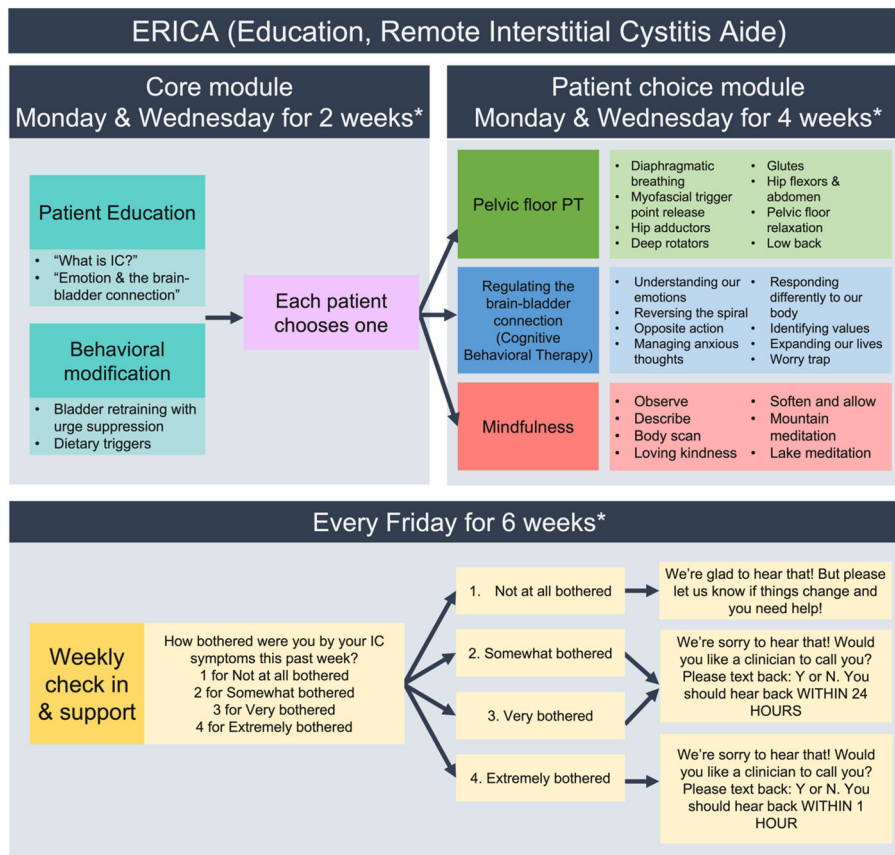 ERICA (Education, Remote Interstitial Cystitis Aide)
Core module
Monday & Wednesday for 2 weeks*
Patient Education
• “What is IC?”
• “Emotion & the brain-
bladder connection”
Behavioral
modification
• Bladder retraining with
urge suppression
• Dietary triggers
Each patient
chooses one
Patient choice module
Monday & Wednesday for 4 weeks*
Pelvic floor PT
• Diaphragmatic
breathing
• Myofascial trigger
point release
• Hip adductors
• Deep rotators
• Glutes
• Hip flexors &
abdomen
• Pelvic floor
relaxation
• Low back
Regulating the
brain-bladder
connection
(Cognitive
Behavioral Therapy)
• Understanding our
emotions
• Reversing the spiral
• Opposite action
• Managing anxious
thoughts
• Responding
differently to our
body
• Identifying values
• Expanding our lives
• Worry trap
Mindfulness
• Observe
• Describe
• Body scan
• Loving kindness
• Soften and allow
• Mountain
meditation
• Lake meditation
Every Friday for 6 weeks*
Weekly
check in
& support
How bothered were you by your IC
symptoms this past week?
1 for Not at all bothered
2 for Somewhat bothered
3 for Very bothered
4 for Extremely bothered
1. Not at all bothered
2. Somewhat bothered
3. Very bothered
4. Extremely bothered
We’re glad to hear that! But please
let us know if things change and
you need help!
We’re sorry to hear that! Would
you like a clinician to call you?
Please text back: Y or N. You
should hear back WITHIN 24
HOURS
We’re sorry to hear that! Would
you like a clinician to call you?
Please text back: Y or N. You
should hear back WITHIN 1
HOUR